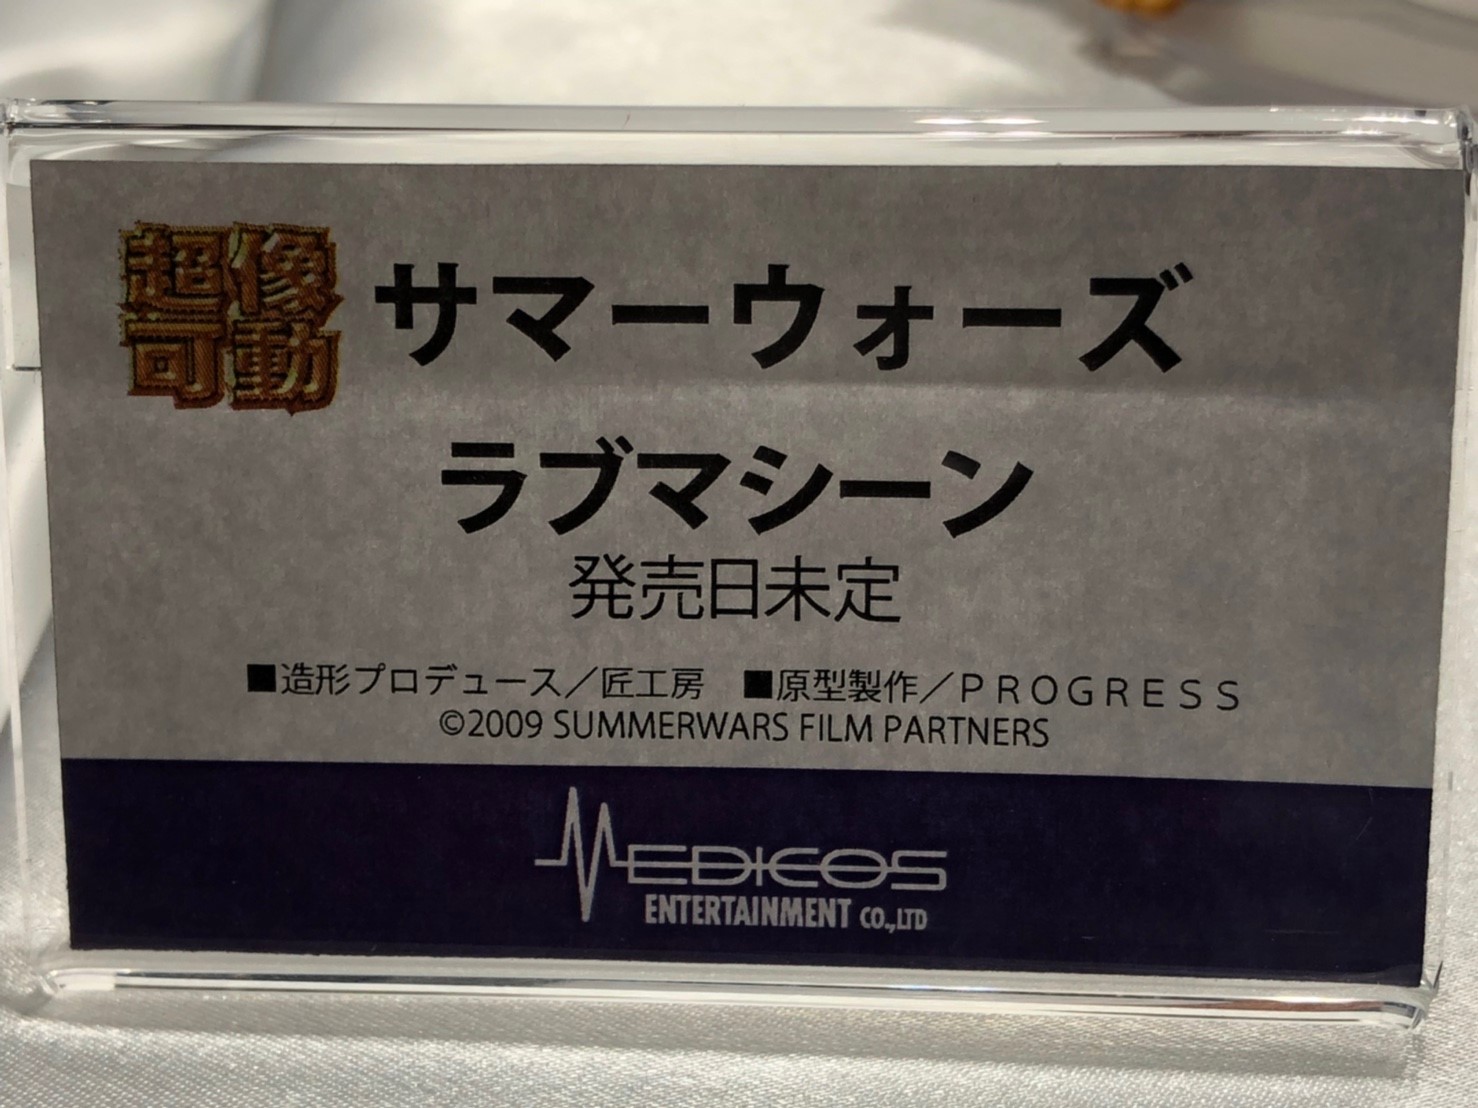 超像可動
サマーウォーズ
ラブマシーン
発売日未定
■造形プロデュース／匠工房 ■原型製作／ＰＲＯＧＲＥＳＳ
©2009 SUMMERWARS FILM PARTNERS
MEDICOS
ENTERTAINMENT CO.,LTD